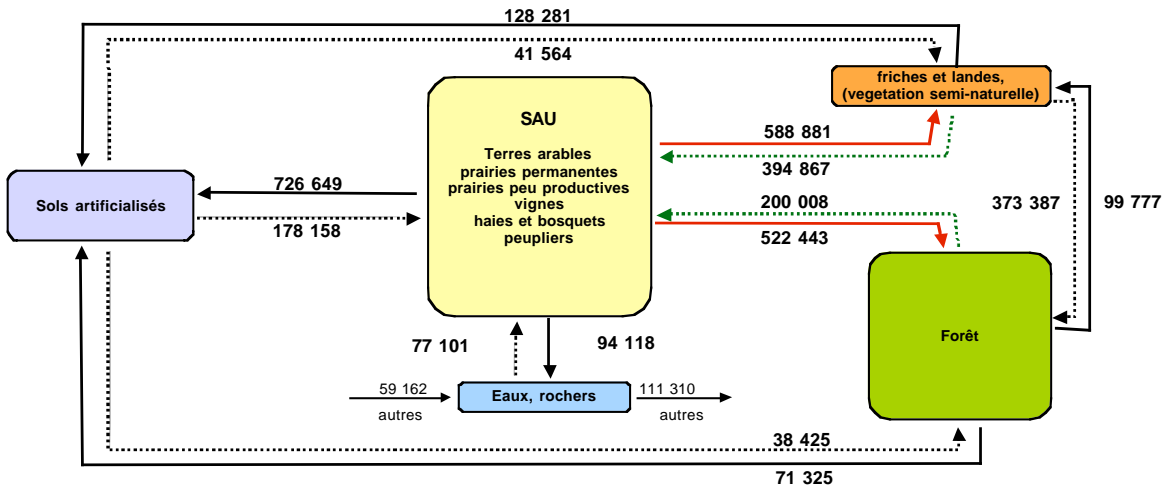 128 281
41 564
friches et landes,
(vegetation semi-naturelle)
SAU
Terres arables
prairies permanentes
prairies peu productives
vignes
haies et bosquets
peupliers
588 881
394 867
Sols artificialisés
726 649
178 158
200 008
522 443
373 387
99 777
Forêt
77 101
94 118
59 162
autres
Eaux, rochers
111 310
autres
38 425
71 325